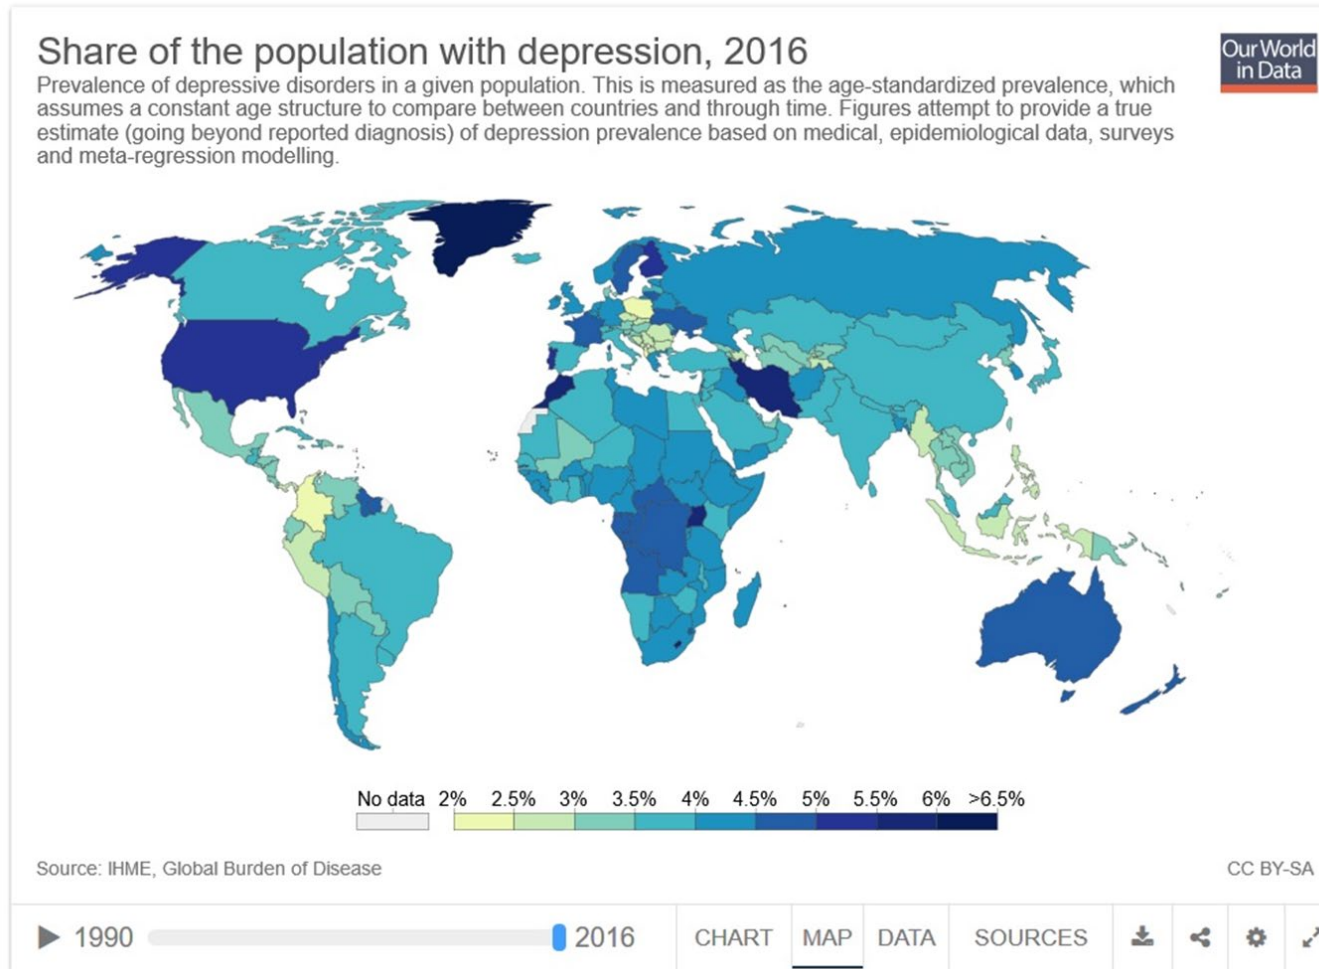 Share of the population with depression, 2016
Our World
in Data
Prevalence of depressive disorders in a given population. This is measured as the age-standardized prevalence, which
assumes a constant age structure to compare between countries and through time. Figures attempt to provide a true
estimate (going beyond reported diagnosis) of depression prevalence based on medical, epidemiological data, surveys
and meta-regression modelling.
No data 2% 2.5% 3% 3.5% 4% 4.5% 5% 5.5% 6% >6.5%
Source: IHME, Global Burden of Disease CC BY-SA
1990 2016 CHART MAP DATA SOURCES